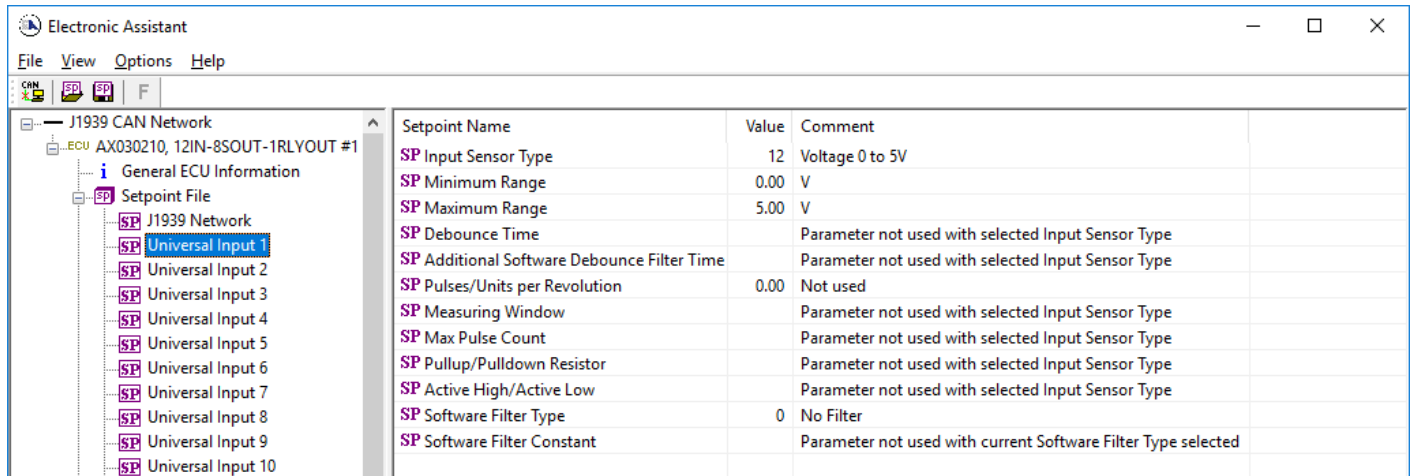 Electronic Assistant
File View Options Help
CAN SP SP F
J1939 CAN Network
ECU AX030210, 12IN-8SOUT-1RLYOUT #1
i General ECU Information
SP Setpoint File
SP J1939 Network
SP Universal Input 1
SP Universal Input 2
SP Universal Input 3
SP Universal Input 4
SP Universal Input 5
SP Universal Input 6
SP Universal Input 7
SP Universal Input 8
SP Universal Input 9
SP Universal Input 10
Setpoint Name Value Comment
SP Input Sensor Type 12 Voltage 0 to 5V
SP Minimum Range 0.00 V
SP Maximum Range 5.00 V
SP Debounce Time Parameter not used with selected Input Sensor Type
SP Additional Software Debounce Filter Time Parameter not used with selected Input Sensor Type
SP Pulses/Units per Revolution 0.00 Not used
SP Measuring Window Parameter not used with selected Input Sensor Type
SP Max Pulse Count Parameter not used with selected Input Sensor Type
SP Pullup/Pulldown Resistor Parameter not used with selected Input Sensor Type
SP Active High/Active Low Parameter not used with selected Input Sensor Type
SP Software Filter Type 0 No Filter
SP Software Filter Constant Parameter not used with current Software Filter Type selected